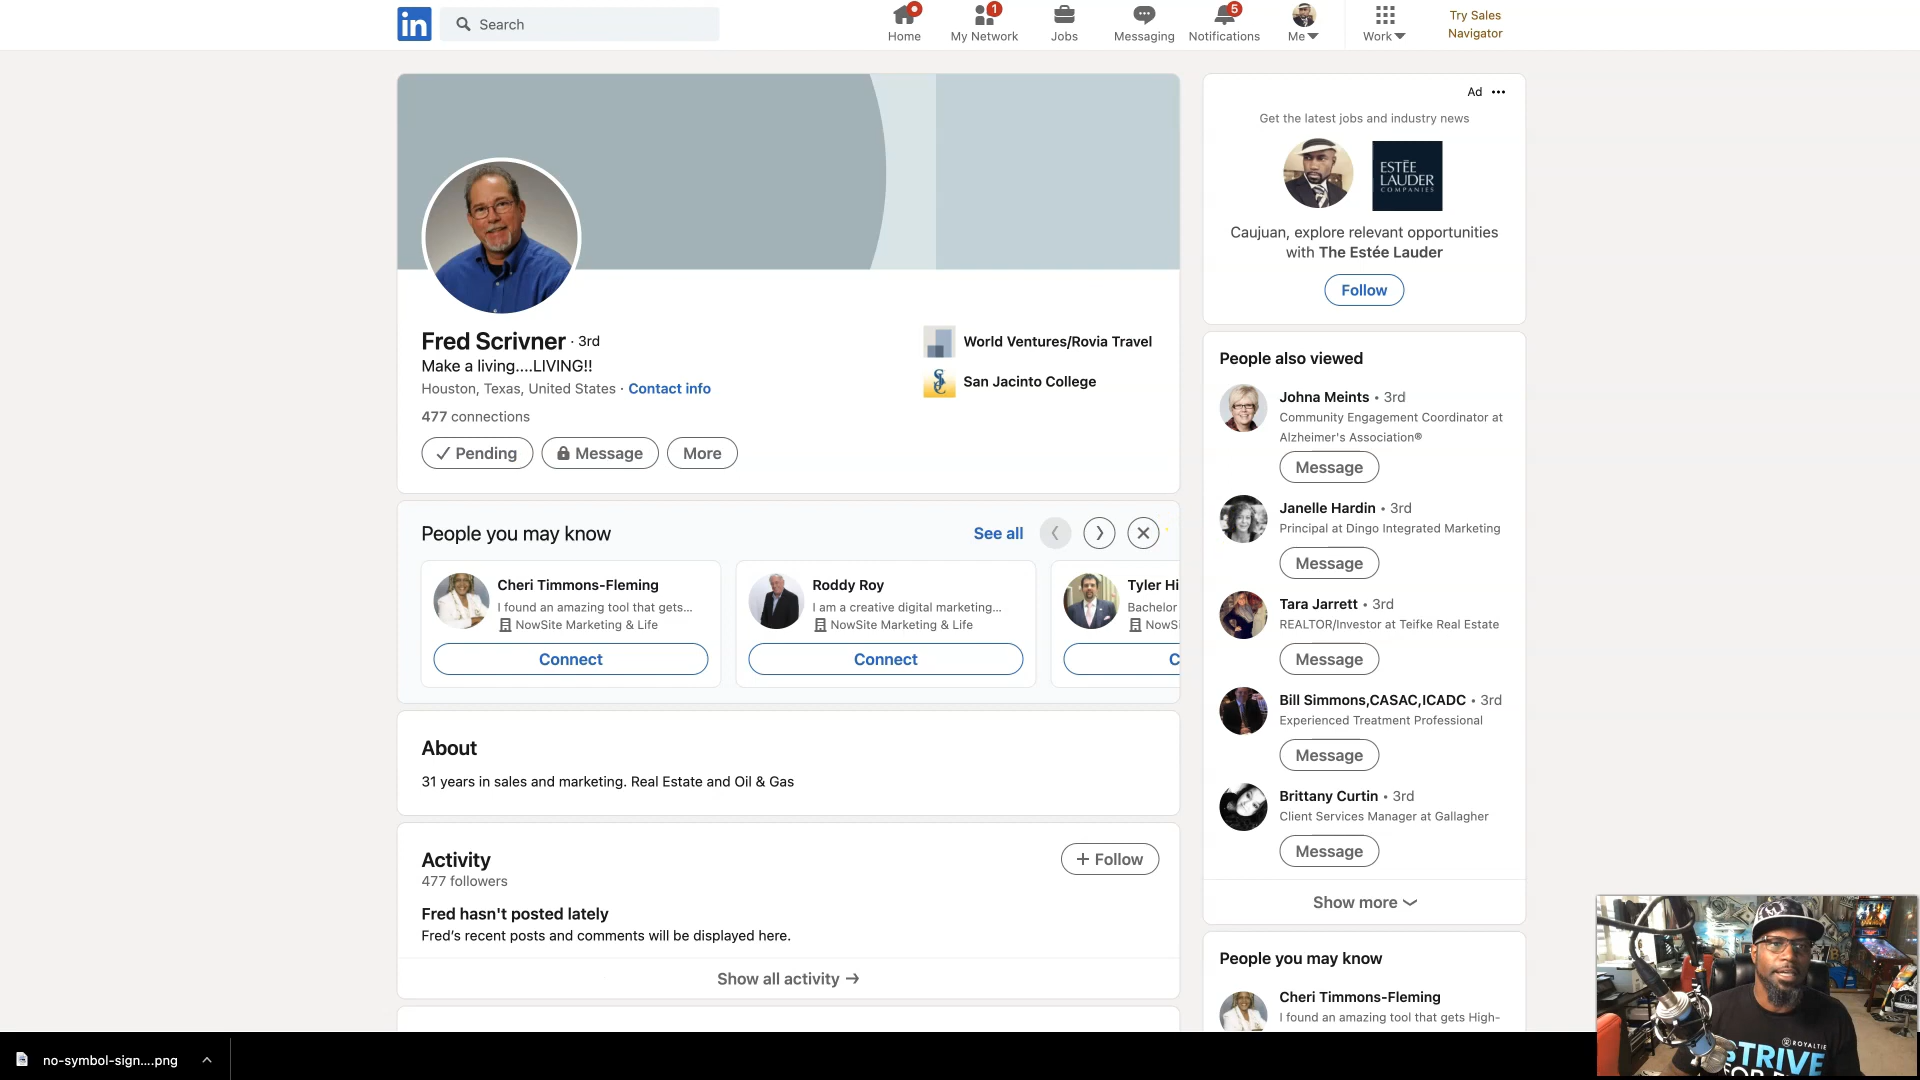 in
Search
Home
1
My Network
Jobs
Messaging
5
Notifications
Me
Work
Try Sales
Navigator
Fred Scrivner · 3rd
Make a living....LIVING!!
Houston, Texas, United States · Contact info
477 connections
Pending
Message
More
World Ventures/Rovia Travel
San Jacinto College
People you may know
See all
Cheri Timmons-Fleming
I found an amazing tool that gets...
NowSite Marketing & Life
Connect
Roddy Roy
I am a creative digital marketing...
NowSite Marketing & Life
Connect
Tyler Hi
Bachelor
NowS
C
About
31 years in sales and marketing. Real Estate and Oil & Gas
Activity
477 followers
+ Follow
Fred hasn't posted lately
Fred's recent posts and comments will be displayed here.
Show all activity →
Ad •••
Get the latest jobs and industry news
ESTĒE
LAUDER
COMPANIES
Caujuan, explore relevant opportunities
with The Estée Lauder
Follow
People also viewed
Johna Meints • 3rd
Community Engagement Coordinator at
Alzheimer's Association®
Message
Janelle Hardin • 3rd
Principal at Dingo Integrated Marketing
Message
Tara Jarrett • 3rd
REALTOR/Investor at Teifke Real Estate
Message
Bill Simmons,CASAC,ICADC • 3rd
Experienced Treatment Professional
Message
Brittany Curtin • 3rd
Client Services Manager at Gallagher
Message
Show more
People you may know
Cheri Timmons-Fleming
I found an amazing tool that gets High-
ROYALTIE
STRIVE
no-symbol-sign....png